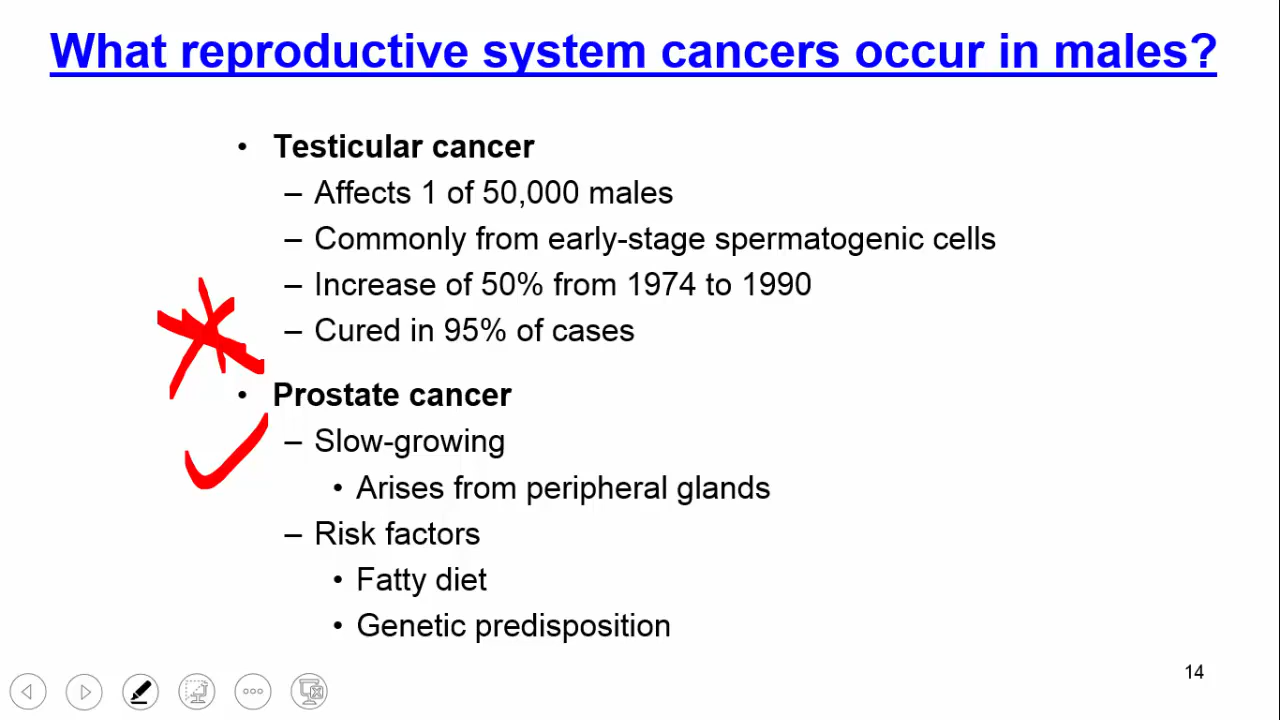 What reproductive system cancers occur in males?
• Testicular cancer
– Affects 1 of 50,000 males
– Commonly from early-stage spermatogenic cells
– Increase of 50% from 1974 to 1990
– Cured in 95% of cases
• Prostate cancer
– Slow-growing
• Arises from peripheral glands
– Risk factors
• Fatty diet
• Genetic predisposition
14